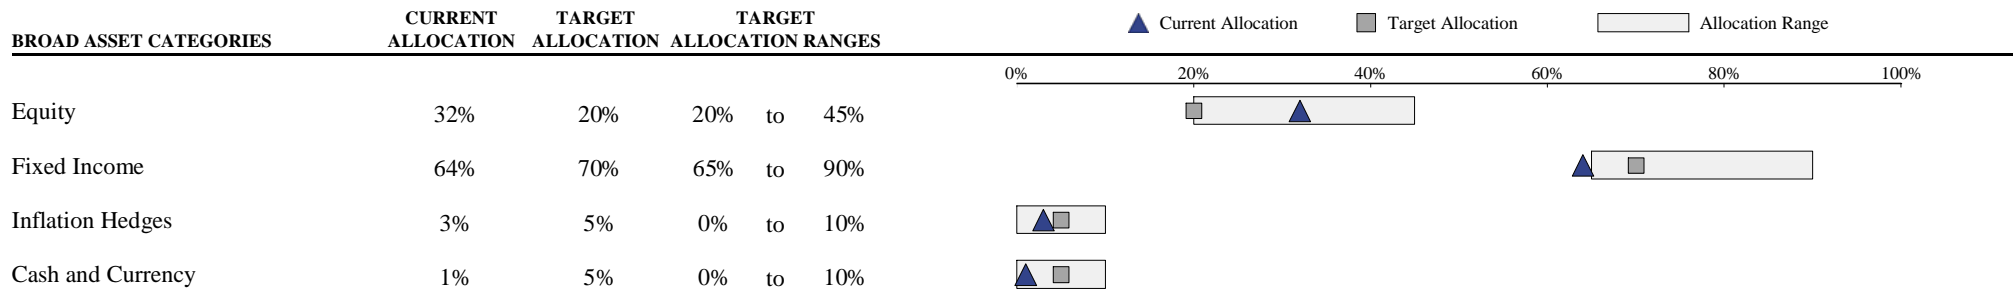 CURRENT TARGET TARGET
BROAD ASSET CATEGORIES ALLOCATION ALLOCATION ALLOCATION RANGES
Current Allocation Target Allocation Allocation Range
0% 20% 40% 60% 80% 100%
Equity 32% 20% 20% to 45%
Fixed Income 64% 70% 65% to 90%
Inflation Hedges 3% 5% 0% to 10%
Cash and Currency 1% 5% 0% to 10%